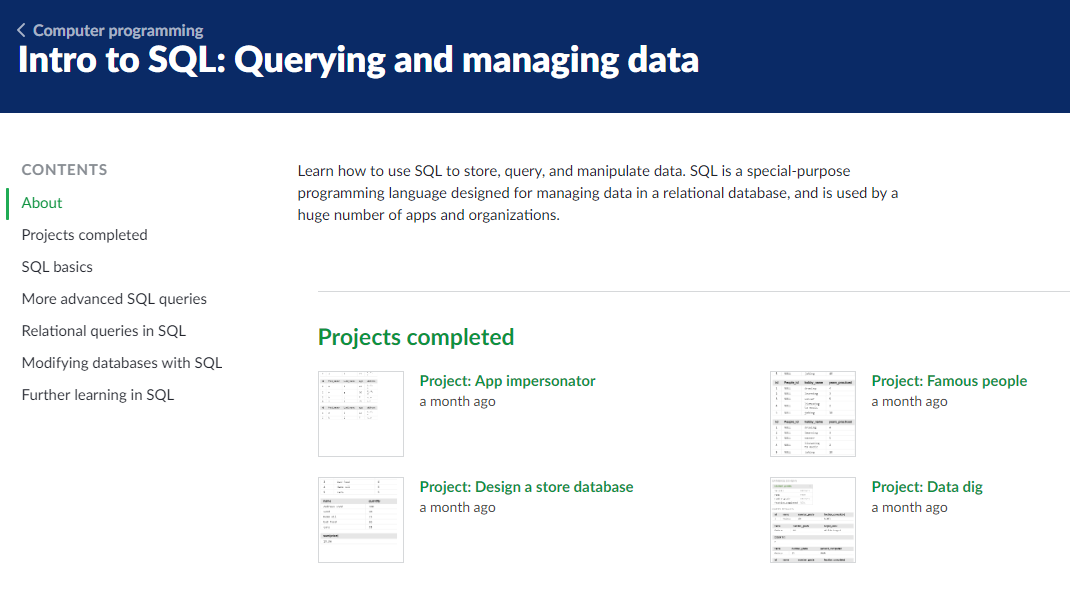 Computer programming
Intro to SQL: Querying and managing data
CONTENTS
About
Projects completed
SQL basics
More advanced SQL queries
Relational queries in SQL
Modifying databases with SQL
Further learning in SQL
Learn how to use SQL to store, query, and manipulate data. SQL is a special-purpose
programming language designed for managing data in a relational database, and is used by a
huge number of apps and organizations.
Projects completed
Project: App impersonator
a month ago
Project: Famous people
a month ago
Project: Design a store database
a month ago
Project: Data dig
a month ago